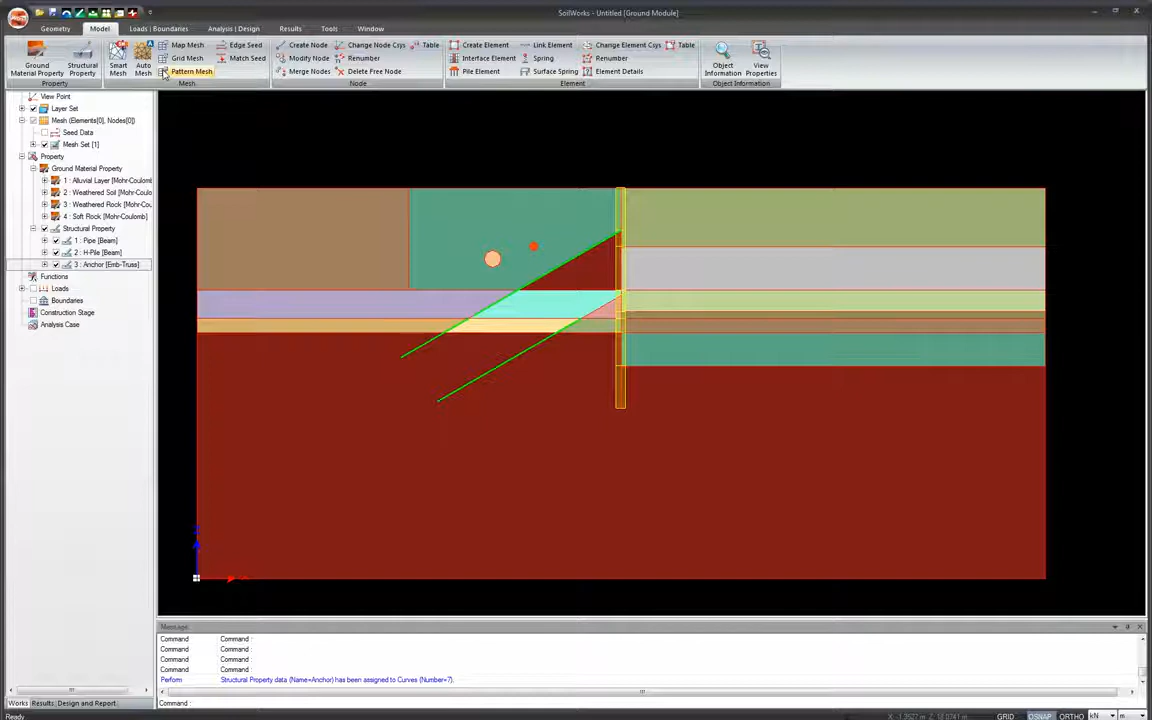 SoilWorks - Untitled [Ground Module]
Geometry Model Loads | Boundaries Analysis | Design Results Tools Window
Map Mesh Edge Seed Create Node Change Node Csys Table Create Element Link Element Change Element Csys Table
Grid Mesh Match Seed Modify Node Renumber Interface Element Spring Renumber
Ground Material Property Structural Property Smart Mesh Auto Mesh Pattern Mesh Merge Nodes Delete Free Node Pile Element Surface Spring Element Details Object Information View Properties
Property Mesh Node Element Object Information
View Point
Layer Set
Mesh (Elements[0], Nodes[0])
Seed Data
Mesh Set [1]
Property
Ground Material Property
1 : Alluvial Layer [Mohr-Coulomb
2 : Weathered Soil [Mohr-Coulo
3 : Weathered Rock [Mohr-Coul
4 : Soft Rock [Mohr-Coulomb]
Structural Property
1 : Pipe [Beam]
2 : H-Pile [Beam]
3 : Anchor [Emb-Truss]
Functions
Loads
Boundaries
Construction Stage
Analysis Case
Message
Command Command :
Command Command :
Command Command :
Command Command :
Perform Structural Property data (Name=Anchor) has been assigned to Curves (Number=7).
Works Results Design and Report
Command :
Ready
GRID OSNAP ORTHO kN m